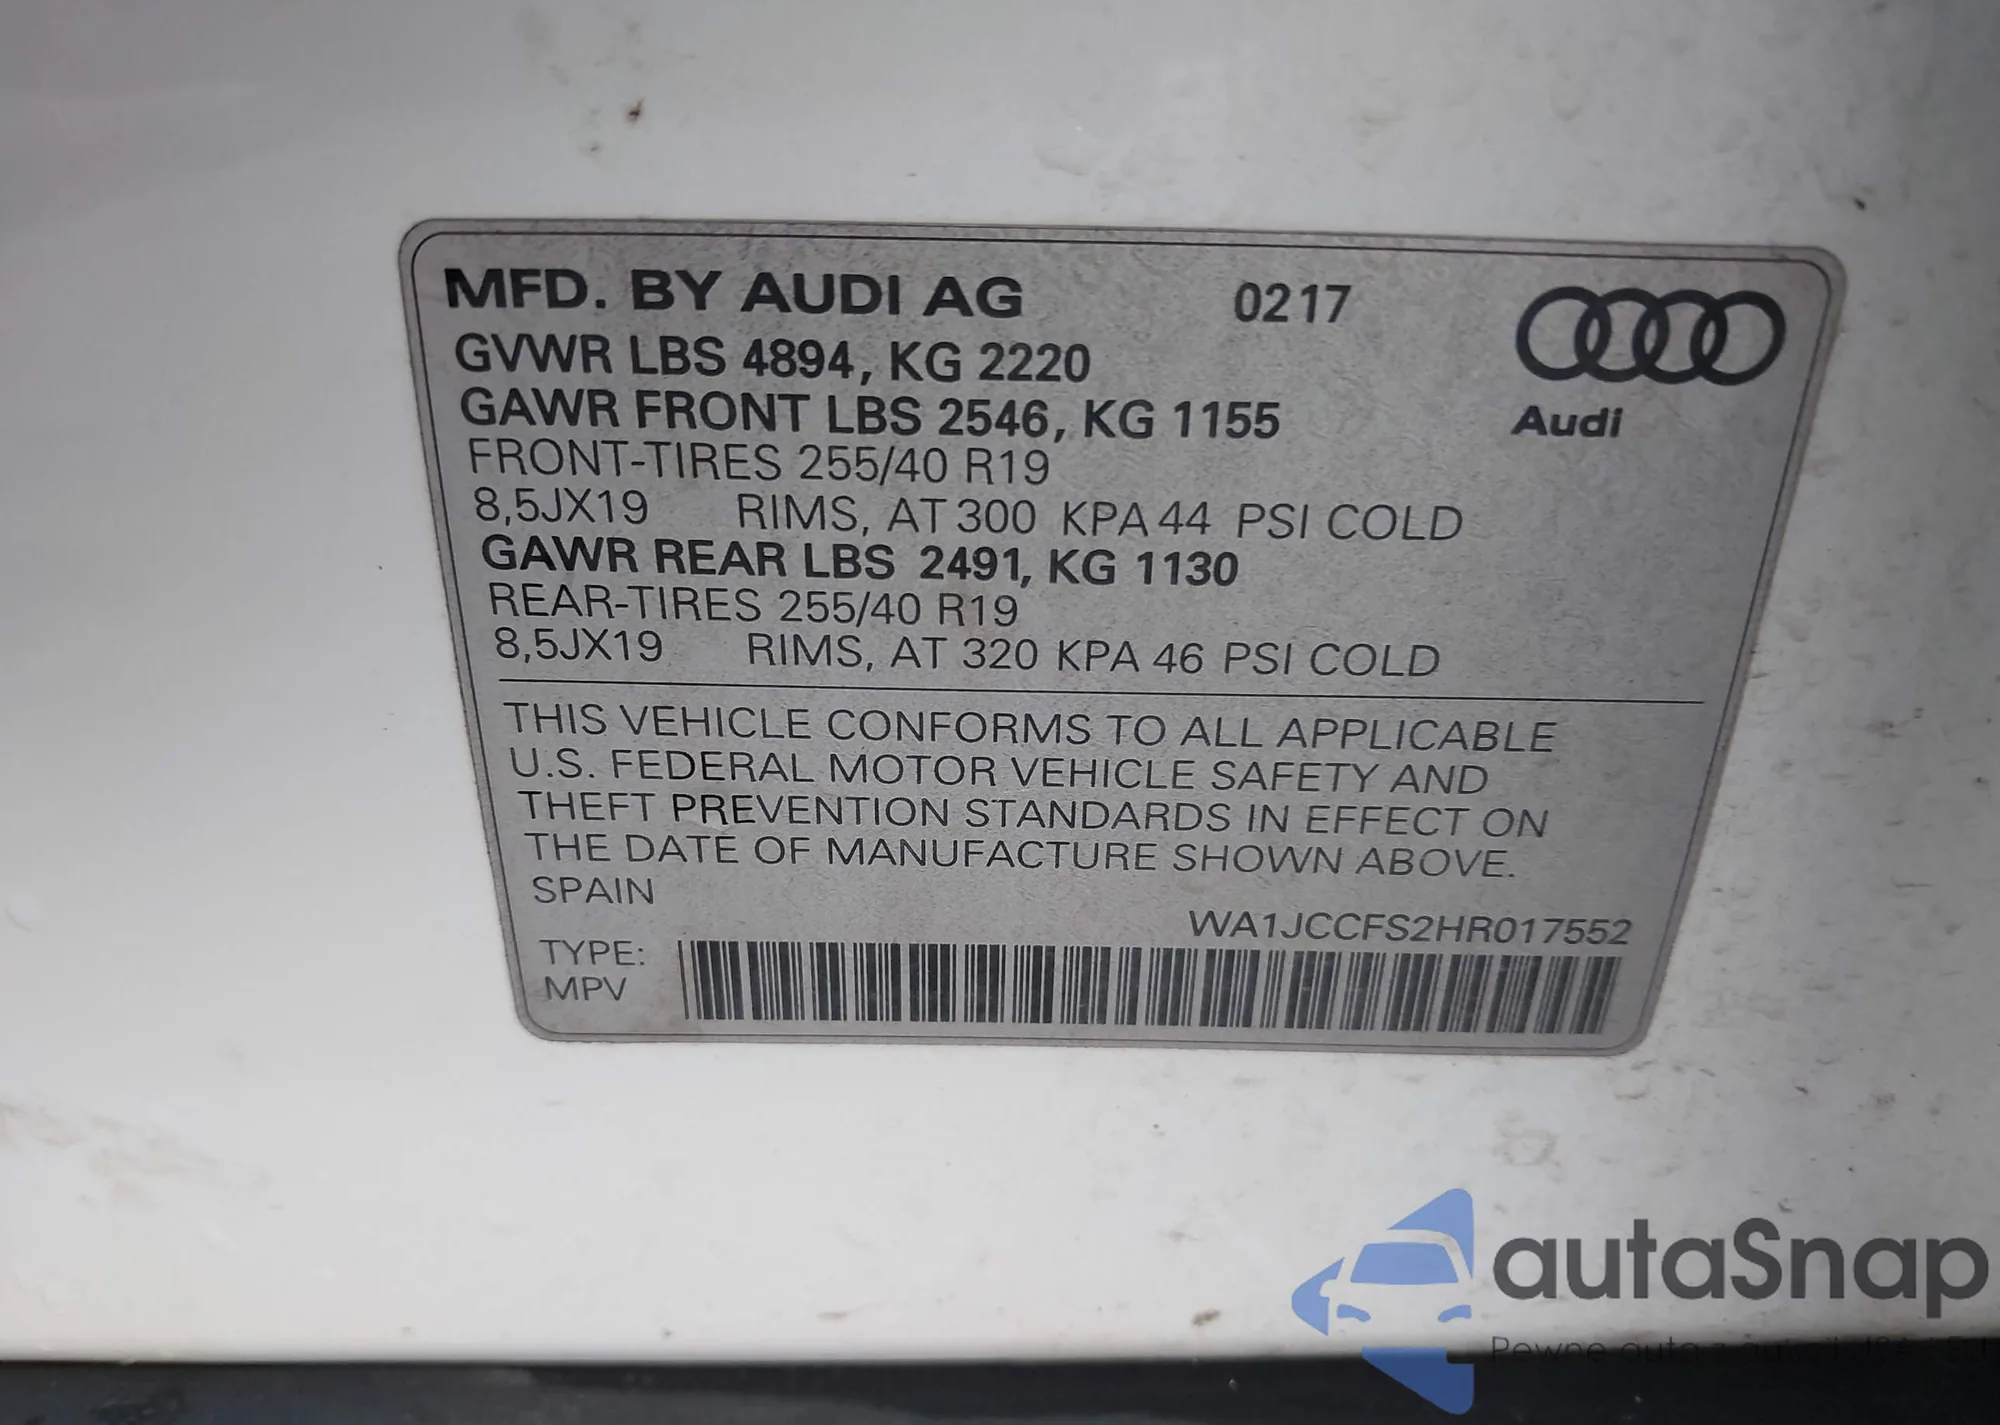 MFD. BY AUDI AG 0217
GVWR LBS 4894, KG 2220
GAWR FRONT LBS 2546, KG 1155
Audi
FRONT-TIRES 255/40 R19
8,5JX19 RIMS, AT 300 KPA 44 PSI COLD
GAWR REAR LBS 2491, KG 1130
REAR-TIRES 255/40 R19
8,5JX19 RIMS, AT 320 KPA 46 PSI COLD
THIS VEHICLE CONFORMS TO ALL APPLICABLE
U.S. FEDERAL MOTOR VEHICLE SAFETY AND
THEFT PREVENTION STANDARDS IN EFFECT ON
THE DATE OF MANUFACTURE SHOWN ABOVE.
SPAIN
WA1JCCFS2HR017552
TYPE:
MPV
autaSnap
Pewne auta z